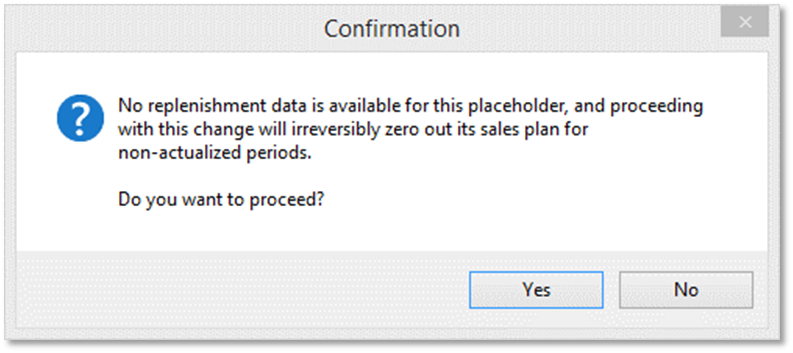 Confirmation
No replenishment data is available for this placeholder, and proceeding
with this change will irreversibly zero out its sales plan for
non-actualized periods.
Do you want to proceed?
Yes
No